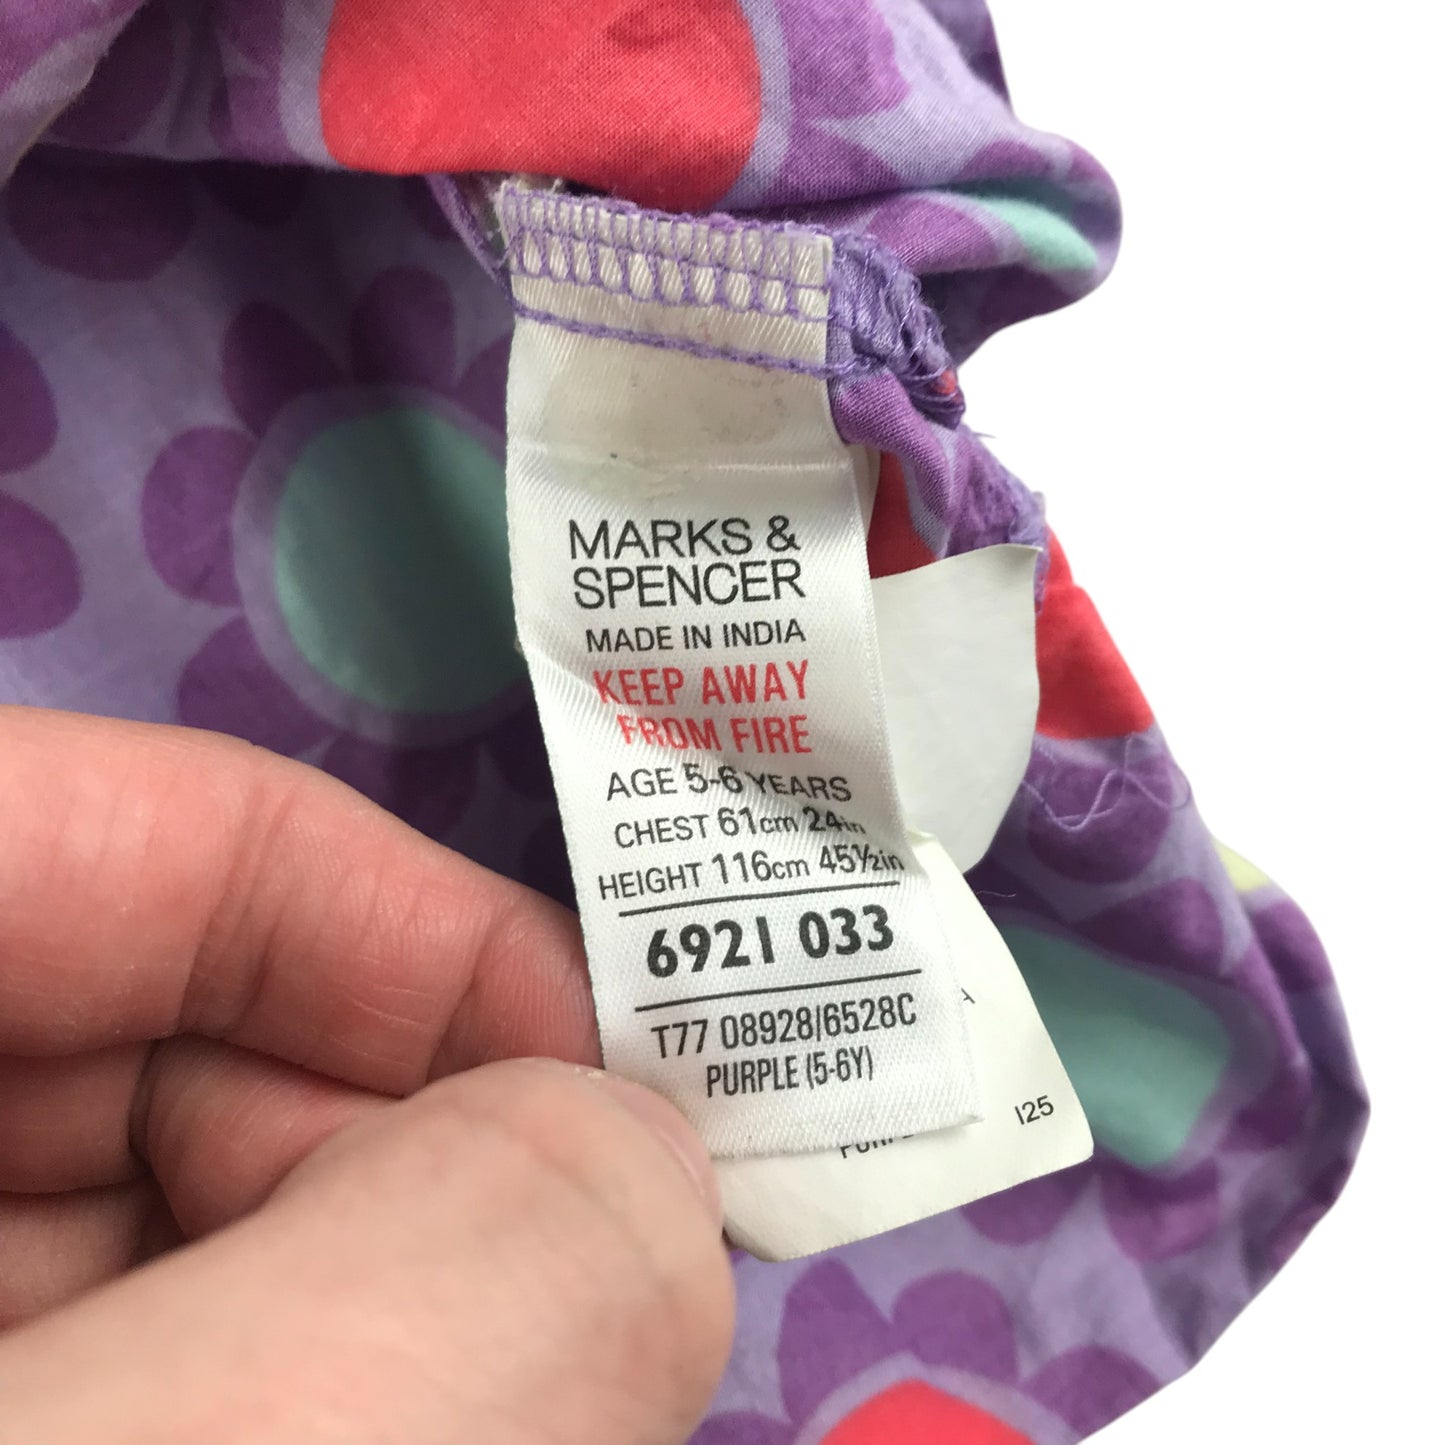 MARKS &
SPENCER
MADE IN INDIA
KEEP AWAY
FROM FIRE
AGE 5-6 YEARS
CHEST 61cm 24in
HEIGHT 116cm 45½in
6921 033
T77 08928/6528C
PURPLE (5-6Y)
A
I25